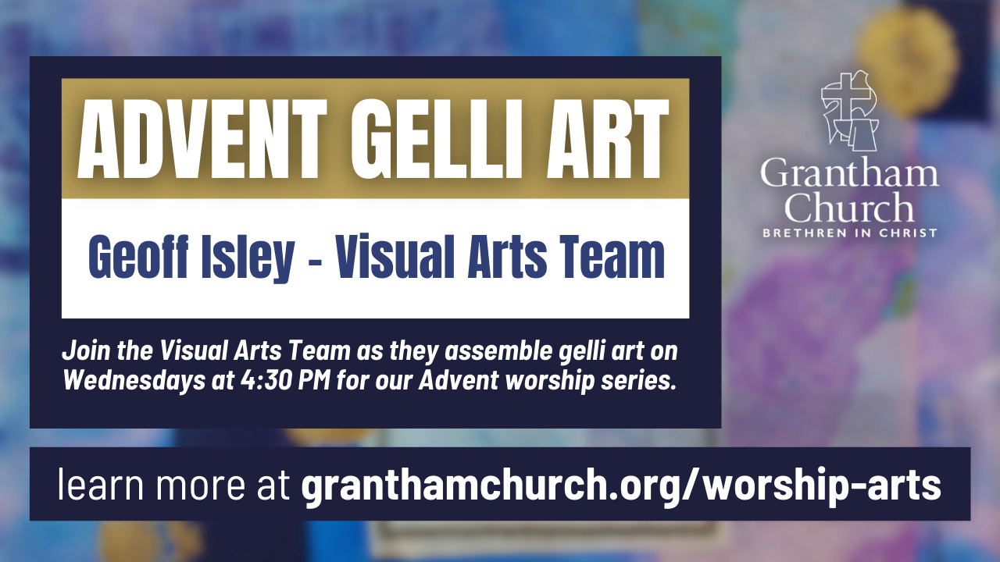 ADVENT GELLI ART
Geoff Isley - Visual Arts Team
Join the Visual Arts Team as they assemble gelli art on
Wednesdays at 4:30 PM for our Advent worship series.
Grantham
Church
BRETHREN IN CHRIST
learn more at granthamchurch.org/worship-arts